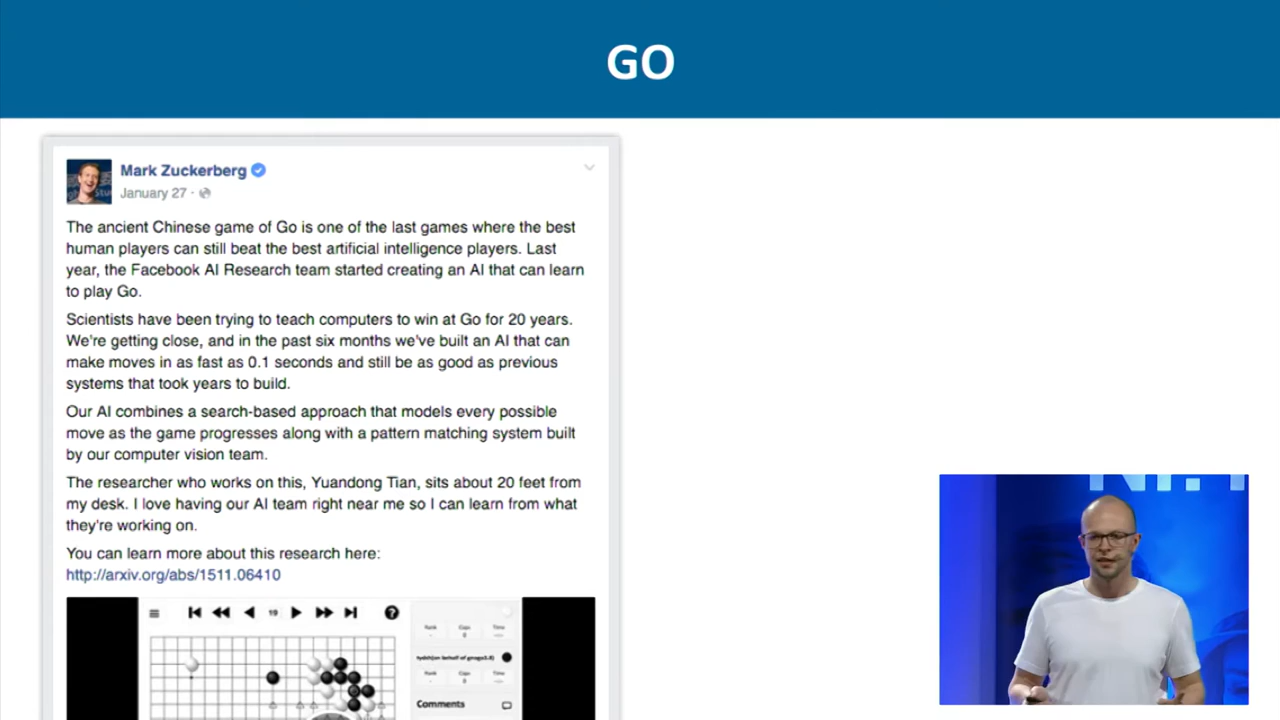 GO
Mark Zuckerberg
January 27 ·
The ancient Chinese game of Go is one of the last games where the best
human players can still beat the best artificial intelligence players. Last
year, the Facebook AI Research team started creating an AI that can learn
to play Go.
Scientists have been trying to teach computers to win at Go for 20 years.
We're getting close, and in the past six months we've built an AI that can
make moves in as fast as 0.1 seconds and still be as good as previous
systems that took years to build.
Our AI combines a search-based approach that models every possible
move as the game progresses along with a pattern matching system built
by our computer vision team.
The researcher who works on this, Yuandong Tian, sits about 20 feet from
my desk. I love having our AI team right near me so I can learn from what
they're working on.
You can learn more about this research here:
http://arxiv.org/abs/1511.06410
19
Rank Caps Time
Rank Caps Time
Comments